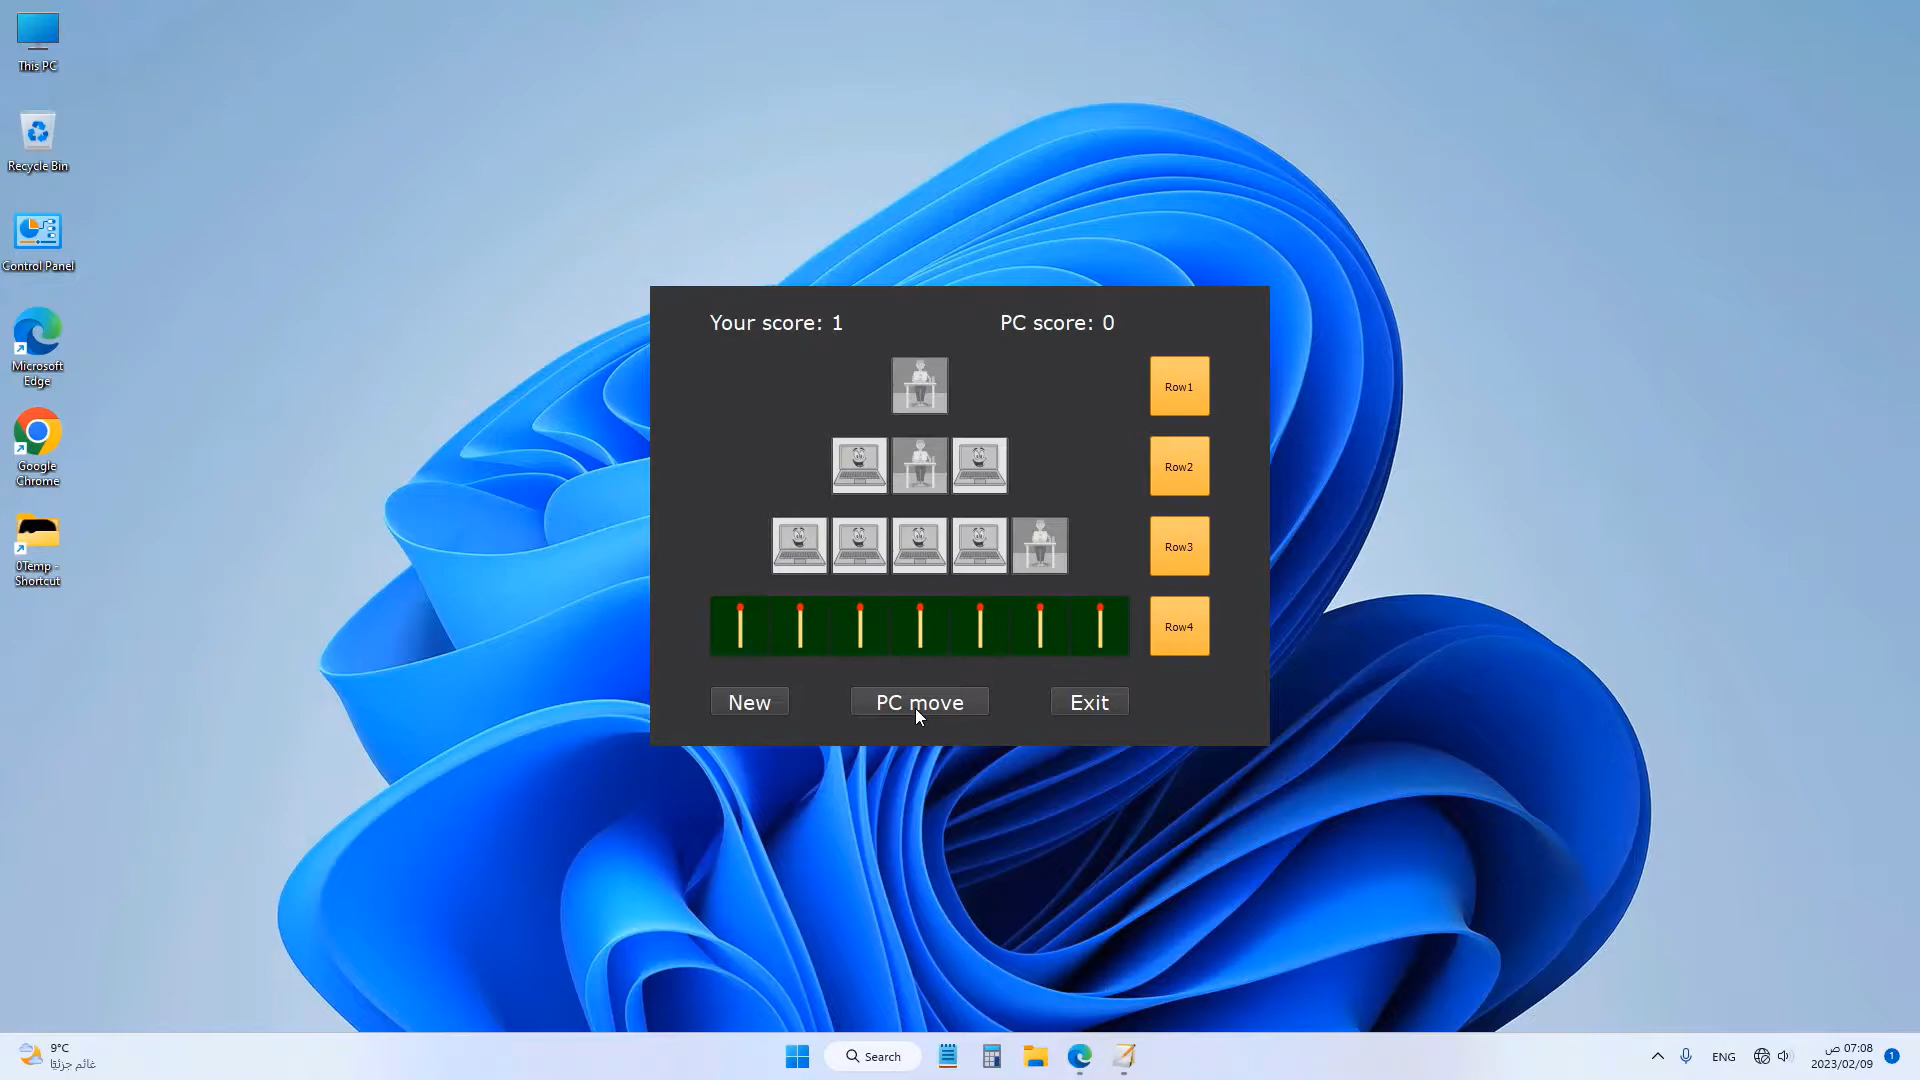 This PC
Recycle Bin
Control Panel
Microsoft
Edge
Google
Chrome
0Temp -
Shortcut
Your score: 1
PC score: 0
Row1
Row2
Row3
Row4
New
PC move
Exit
9°C
غائم جزئيًا
Search
ENG
07:08 ص
2023/02/09
1